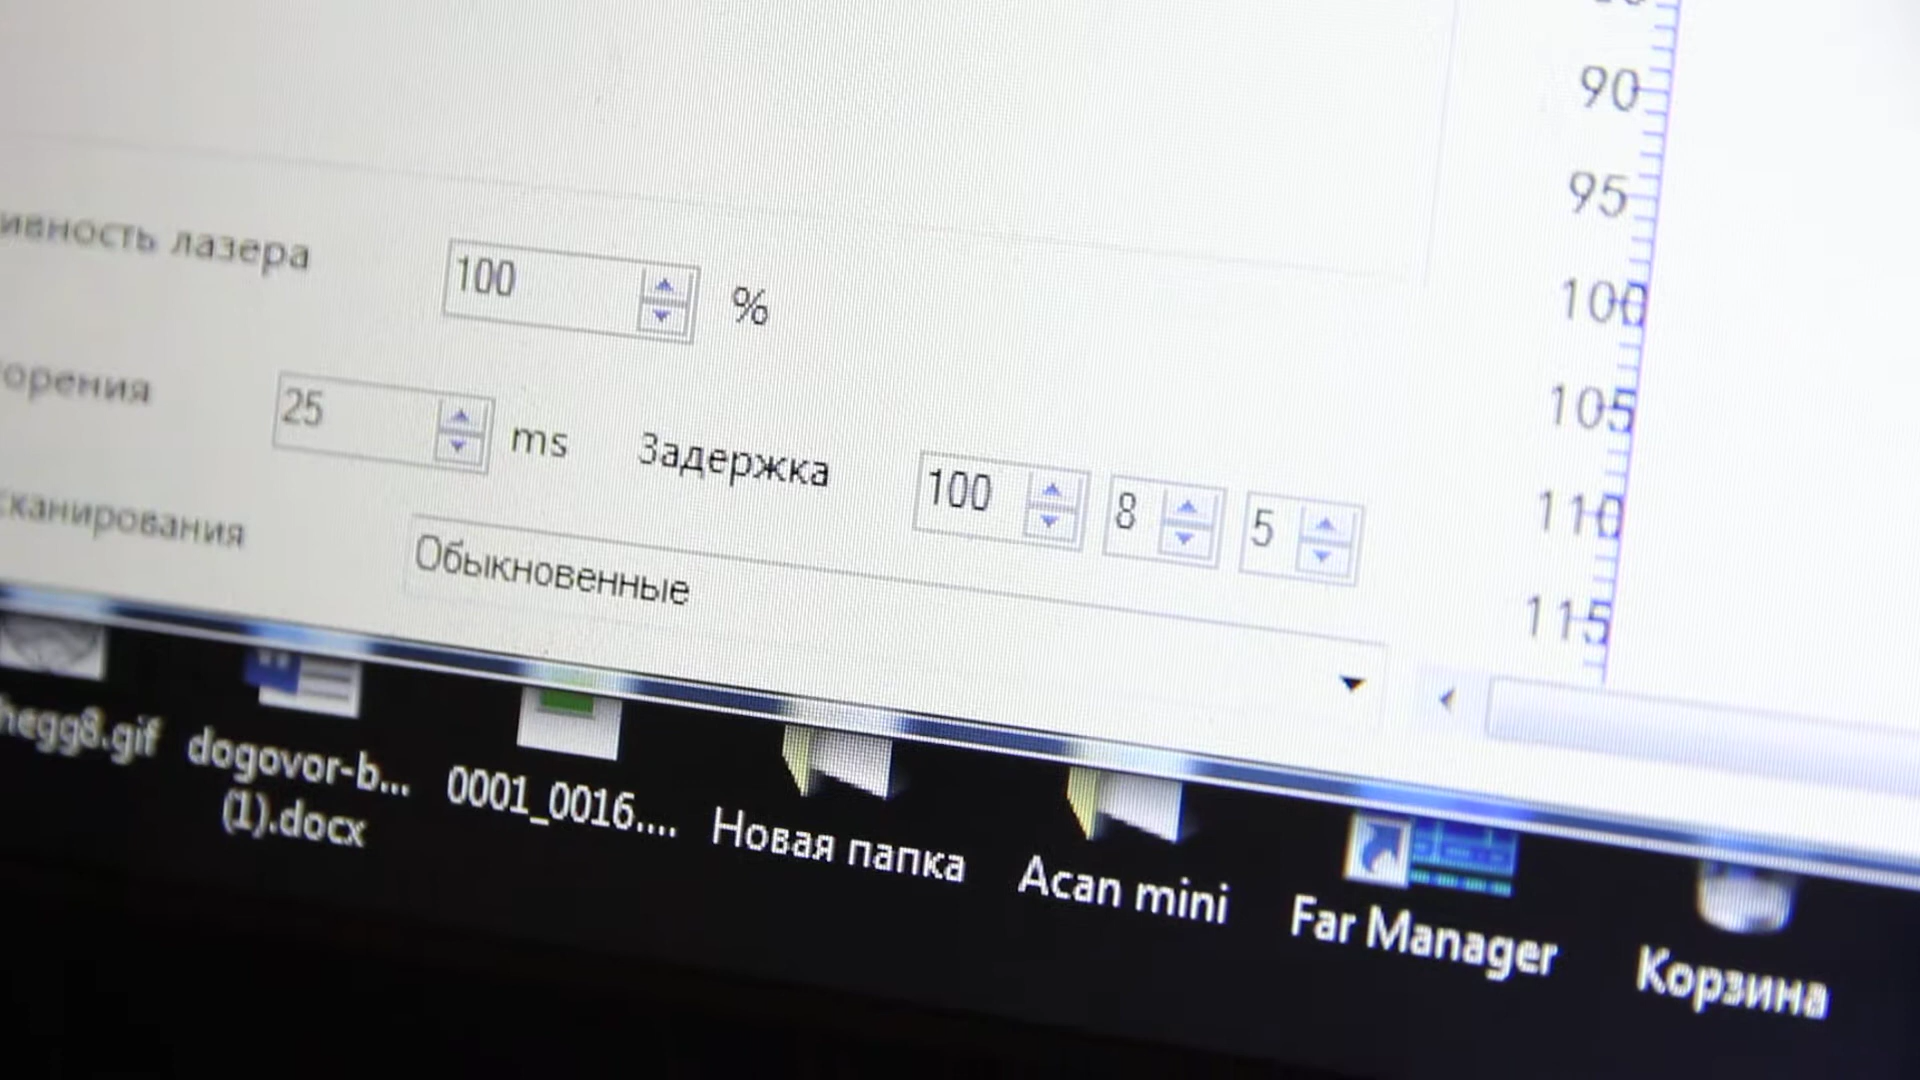 90
95
100
105
110
115
ивность лазера 100 %
орения 25 ms Задержка 100 8 5
сканирования Обыкновенные
hegg8.gif
dogovor-b...
(1).docx
0001_0016....
Новая папка
Acan mini
Far Manager
Корзина